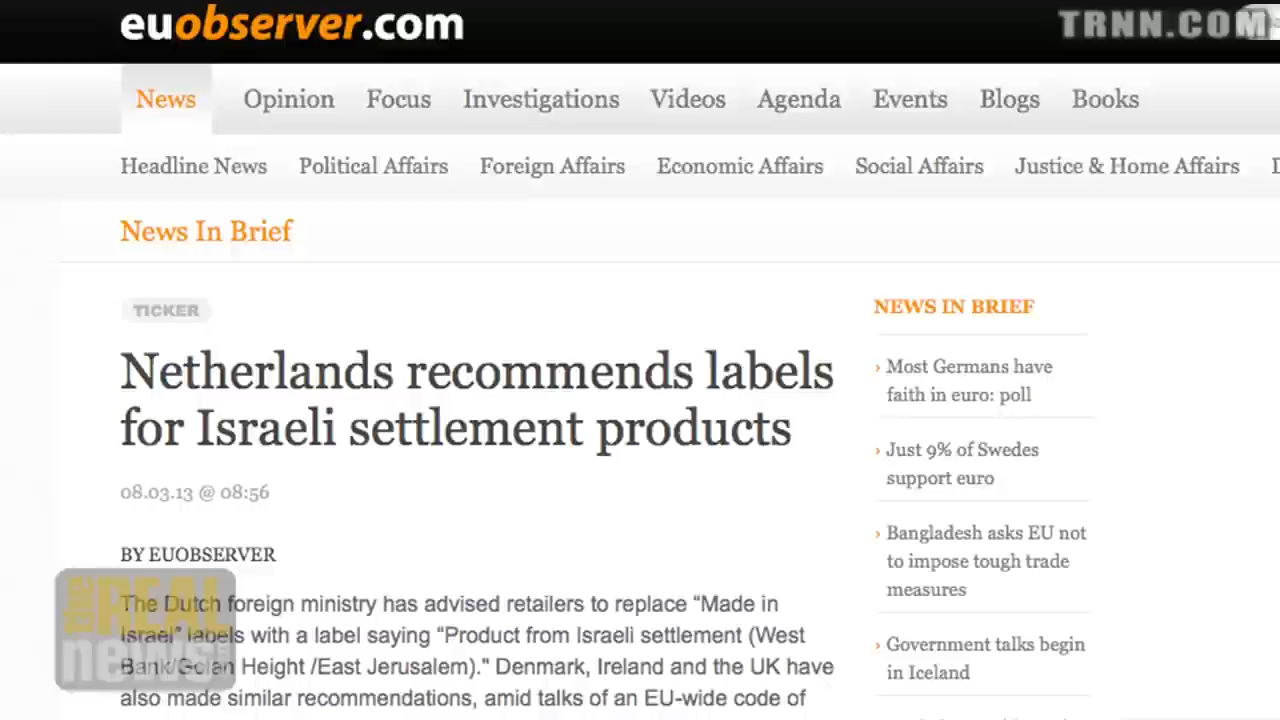 euobserver.com
TRNN.COM
News Opinion Focus Investigations Videos Agenda Events Blogs Books
Headline News Political Affairs Foreign Affairs Economic Affairs Social Affairs Justice & Home Affairs
News In Brief
TICKER
Netherlands recommends labels
for Israeli settlement products
08.03.13 @ 08:56
BY EUOBSERVER
The Dutch foreign ministry has advised retailers to replace “Made in
Israel” labels with a label saying “Product from Israeli settlement (West
Bank/Golan Height /East Jerusalem)." Denmark, Ireland and the UK have
also made similar recommendations, amid talks of an EU-wide code of
NEWS IN BRIEF
› Most Germans have
faith in euro: poll
› Just 9% of Swedes
support euro
› Bangladesh asks EU not
to impose tough trade
measures
› Government talks begin
in Iceland
THE REAL
news